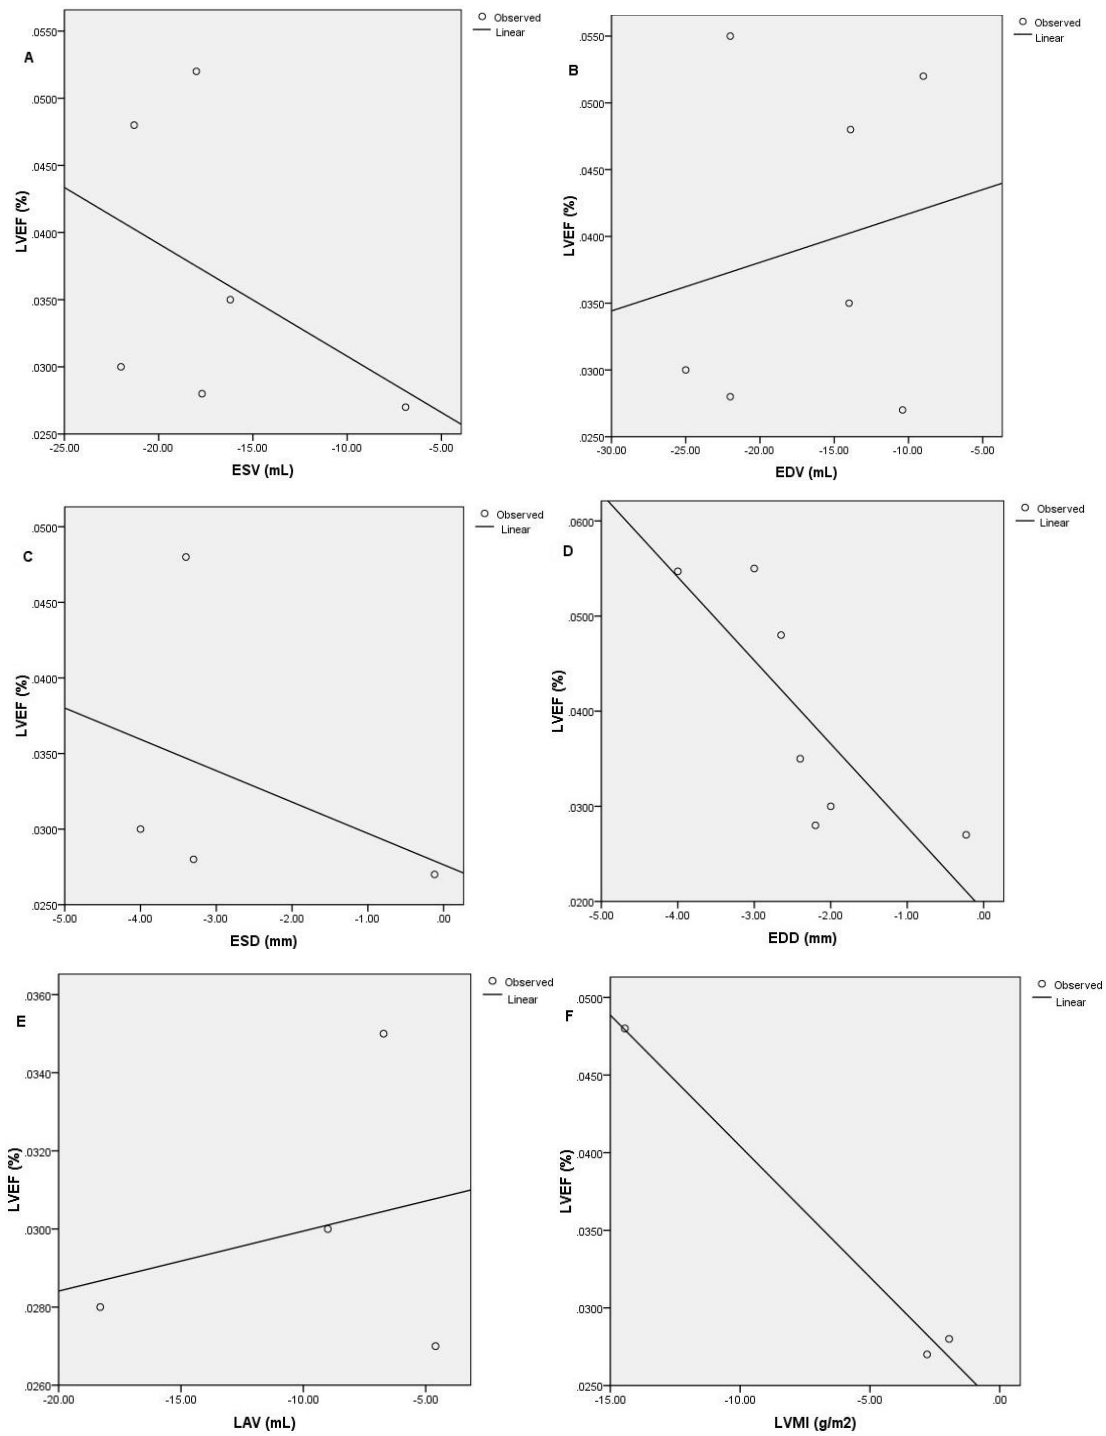 A
Observed
Linear
.0550
.0500
.0450
.0400
.0350
.0300
.0250
LVEF (%)
-25.00 -20.00 -15.00 -10.00 -5.00
ESV (mL)
B
Observed
Linear
.0550
.0500
.0450
.0400
.0350
.0300
.0250
LVEF (%)
-30.00 -25.00 -20.00 -15.00 -10.00 -5.00
EDV (mL)
C
Observed
Linear
.0500
.0450
.0400
.0350
.0300
.0250
LVEF (%)
-5.00 -4.00 -3.00 -2.00 -1.00 .00
ESD (mm)
D
Observed
Linear
.0600
.0500
.0400
.0300
.0200
LVEF (%)
-5.00 -4.00 -3.00 -2.00 -1.00 .00
EDD (mm)
E
Observed
Linear
.0360
.0340
.0320
.0300
.0280
.0260
LVEF (%)
-20.00 -15.00 -10.00 -5.00
LAV (mL)
F
Observed
Linear
.0500
.0450
.0400
.0350
.0300
.0250
LVEF (%)
-15.00 -10.00 -5.00 .00
LVMI (g/m2)